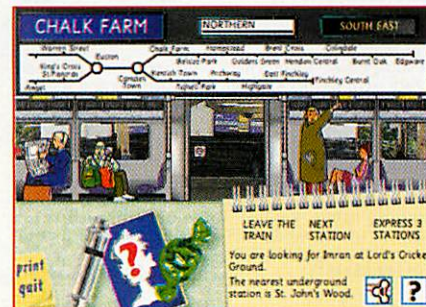 CHALK FARM
NORTHERN
SOUTH EAST
Warren Street
Euston
Chalk Farm
Hampstead
Brent Cross
Colindale
King's Cross
St.Pancras
Belsize Park
Golders Green
Hendon Central
Burnt Oak
Edgware
Camden
Town
Kentish Town
Archway
East Finchley
Finchley Central
Angel
Tufnell Park
Highgate
LEAVE THE
TRAIN
NEXT
STATION
EXPRESS 3
STATIONS
You are looking for Imran at Lord's Cricke
Ground.
The nearest underground
station is St. John's Wood.
print
quit
?
?